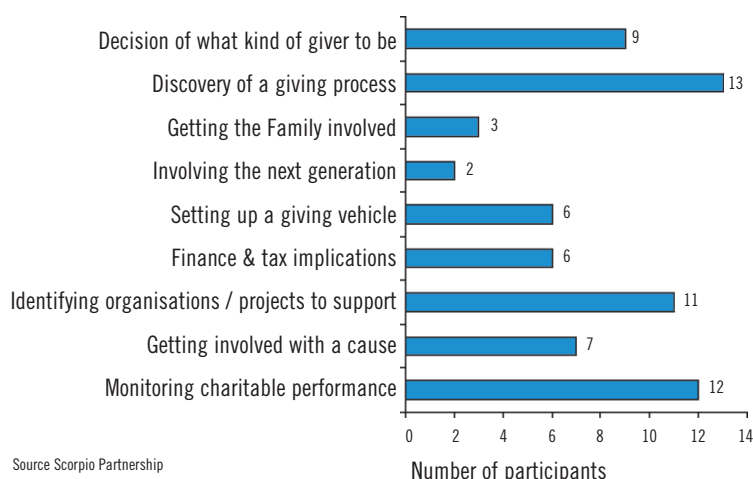 Decision of what kind of giver to be 9
Discovery of a giving process 13
Getting the Family involved 3
Involving the next generation 2
Setting up a giving vehicle 6
Finance & tax implications 6
Identifying organisations / projects to support 11
Getting involved with a cause 7
Monitoring charitable performance 12
0 2 4 6 8 10 12 14
Source Scorpio Partnership
Number of participants